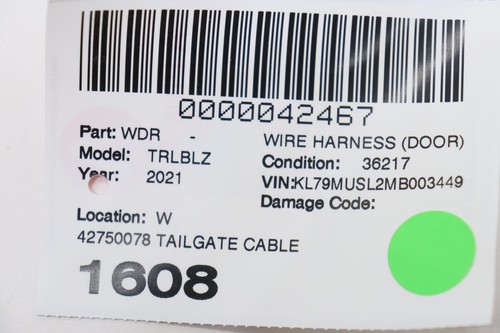 0000042467
Part: WDR - WIRE HARNESS (DOOR)
Model: TRLBLZ Condition: 36217
Year: 2021 VIN:KL79MUSL2MB003449
Damage Code:
Location: W
42750078 TAILGATE CABLE
1608